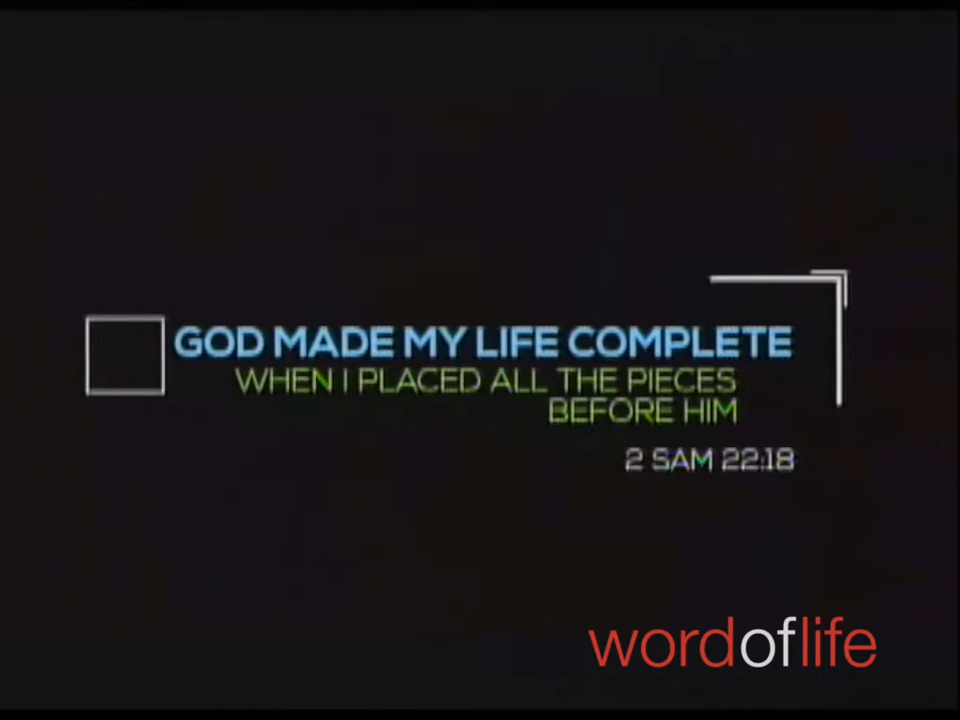 GOD MADE MY LIFE COMPLETE
WHEN I PLACED ALL THE PIECES
BEFORE HIM
2 SAM 22:18
wordoflife